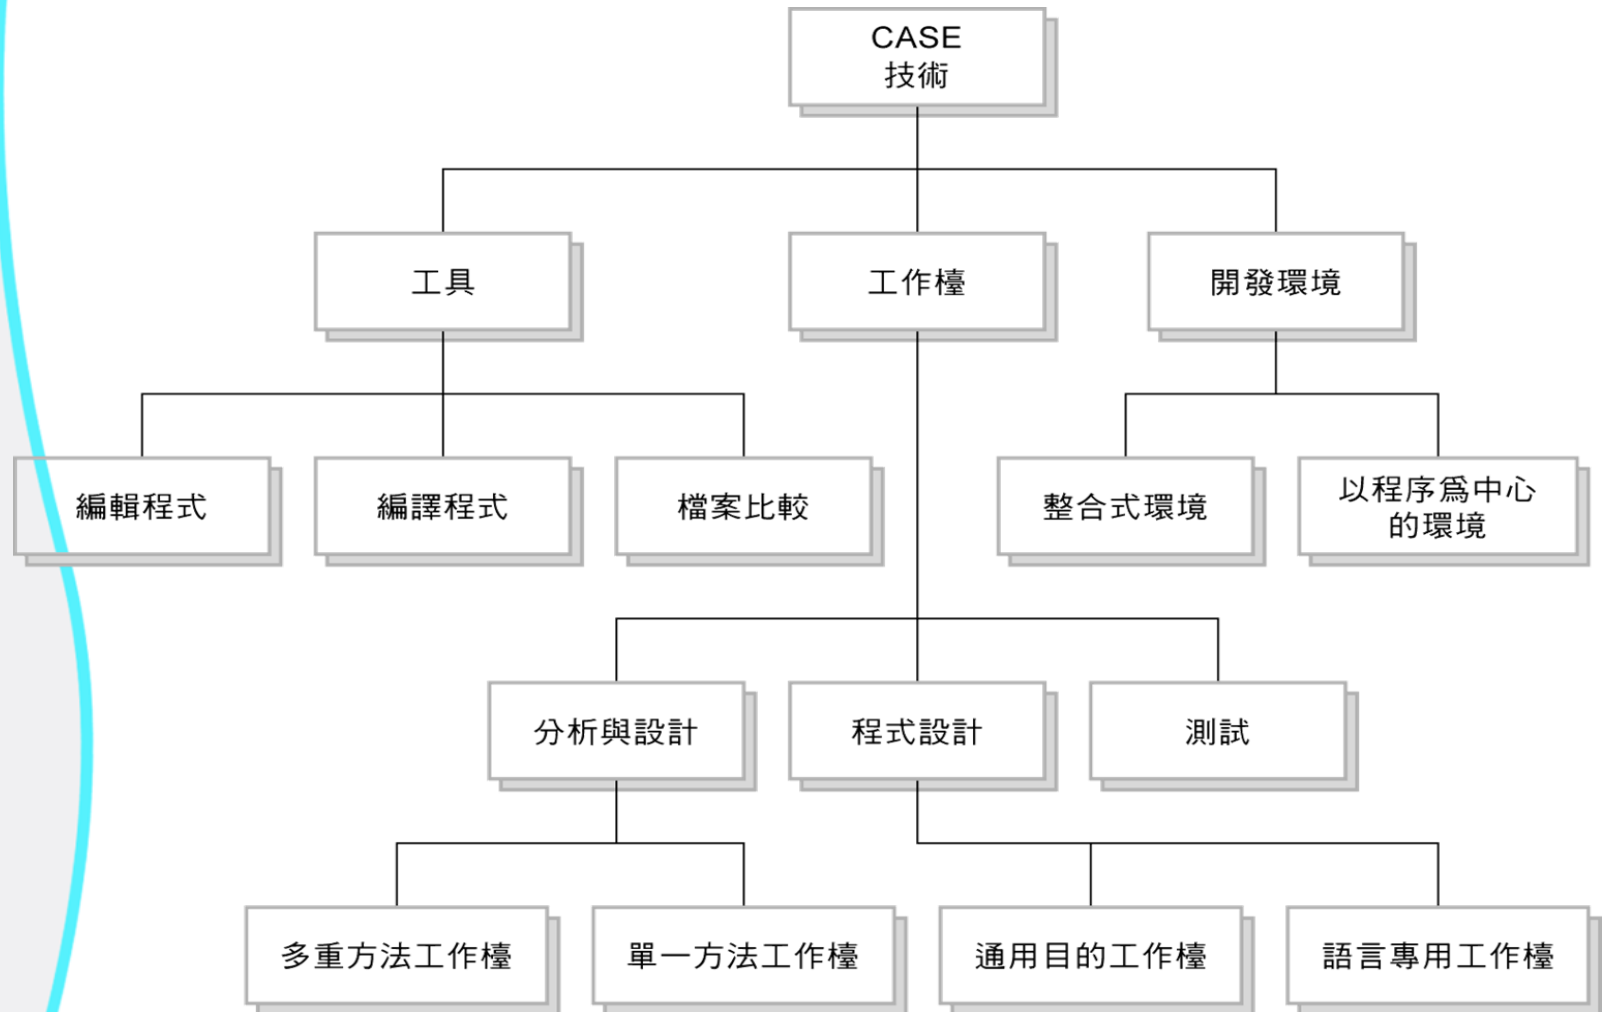 CASE
技術
工具
工作檯
開發環境
編輯程式
編譯程式
檔案比較
整合式環境
以程序爲中心
的環境
分析與設計
程式設計
測試
多重方法工作檯
單一方法工作檯
通用目的工作檯
語言專用工作檯